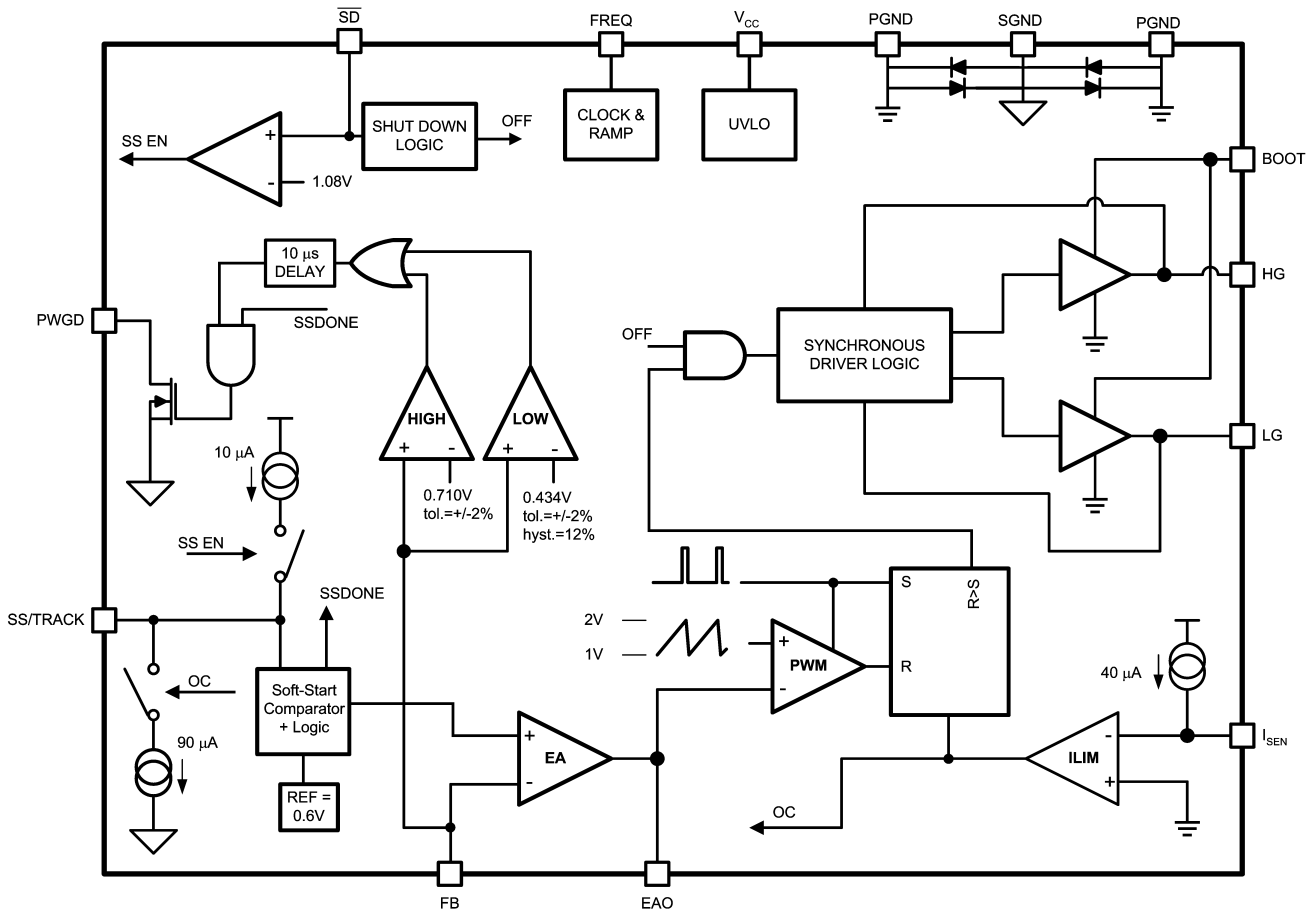 SD
FREQ
VCC
PGND
SGND
PGND
SS EN
+
-
1.08V
SHUT DOWN
LOGIC
OFF
CLOCK &
RAMP
UVLO
BOOT
10 μs
DELAY
HG
PWGD
SSDONE
OFF
SYNCHRONOUS
DRIVER LOGIC
HIGH
+
-
LOW
+
-
LG
10 μA
0.710V
tol.=+/-2%
0.434V
tol.=+/-2%
hyst.=12%
SS EN
SS/TRACK
SSDONE
S
R>S
2V
1V
+
PWM
-
R
OC
Soft-Start
Comparator
+ Logic
40 μA
90 μA
+
EA
-
-
ILIM
+
ISEN
REF =
0.6V
OC
FB
EAO